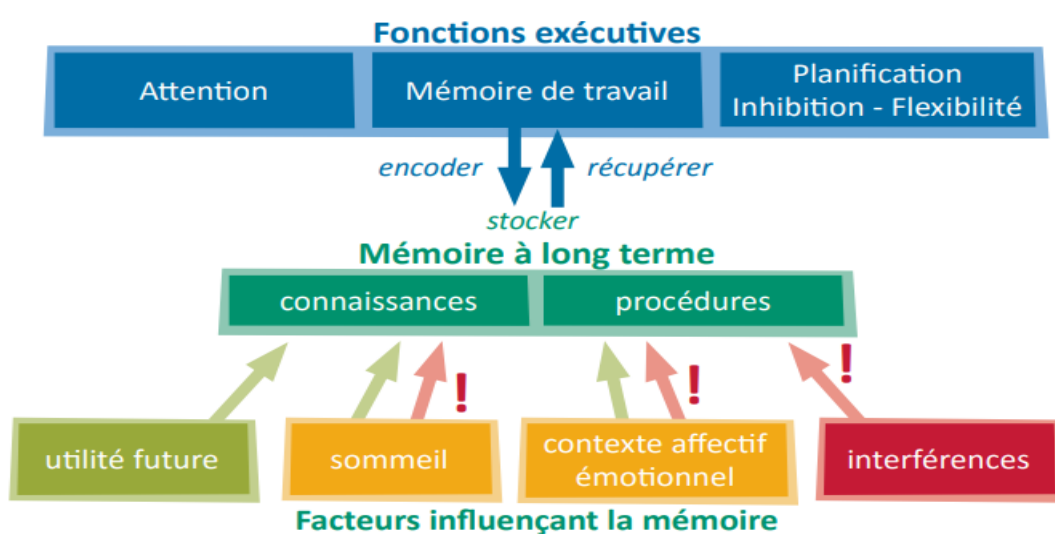 Fonctions exécutives
Attention
Mémoire de travail
Planification
Inhibition - Flexibilité
encoder
récupérer
stocker
Mémoire à long terme
connaissances
procédures
!
!
!
utilité future
sommeil
contexte affectif
émotionnel
interférences
Facteurs influençant la mémoire